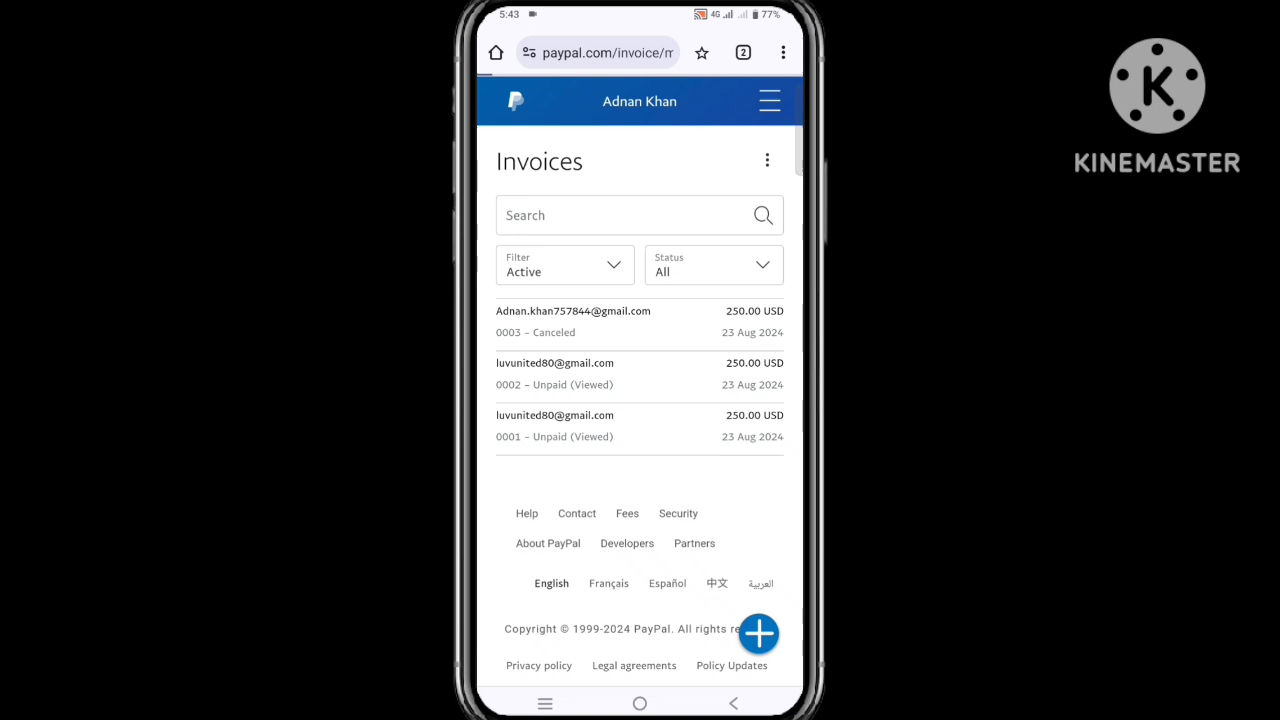 5:43 4G 77%
paypal.com/invoice/m 2
Adnan Khan
K
KINEMASTER
Invoices
Search
Filter Status
Active All
Adnan.khan757844@gmail.com 250.00 USD
0003 – Canceled 23 Aug 2024
luvunited80@gmail.com 250.00 USD
0002 – Unpaid (Viewed) 23 Aug 2024
luvunited80@gmail.com 250.00 USD
0001 – Unpaid (Viewed) 23 Aug 2024
Help Contact Fees Security
About PayPal Developers Partners
English Français Español 中文 العربية
Copyright © 1999-2024 PayPal. All rights re
Privacy policy Legal agreements Policy Updates